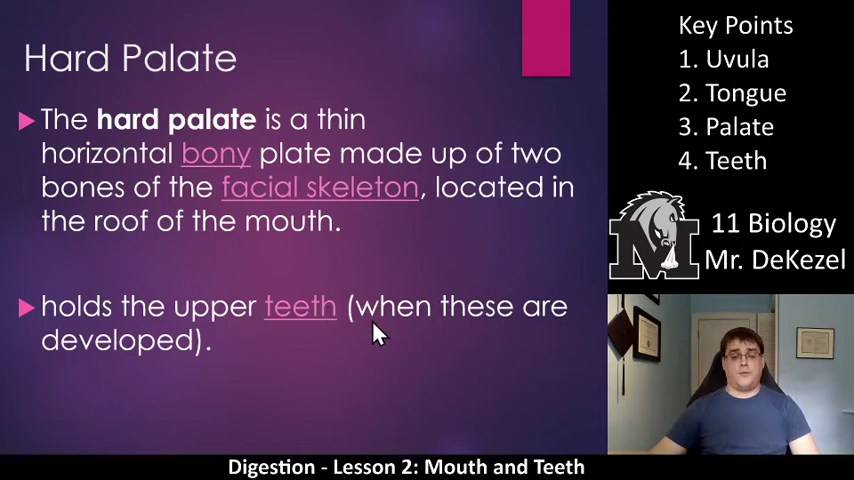 Hard Palate
The hard palate is a thin
horizontal bony plate made up of two
bones of the facial skeleton, located in
the roof of the mouth.
holds the upper teeth (when these are
developed).
Key Points
1. Uvula
2. Tongue
3. Palate
4. Teeth
M
11 Biology
Mr. DeKezel
Digestion - Lesson 2: Mouth and Teeth